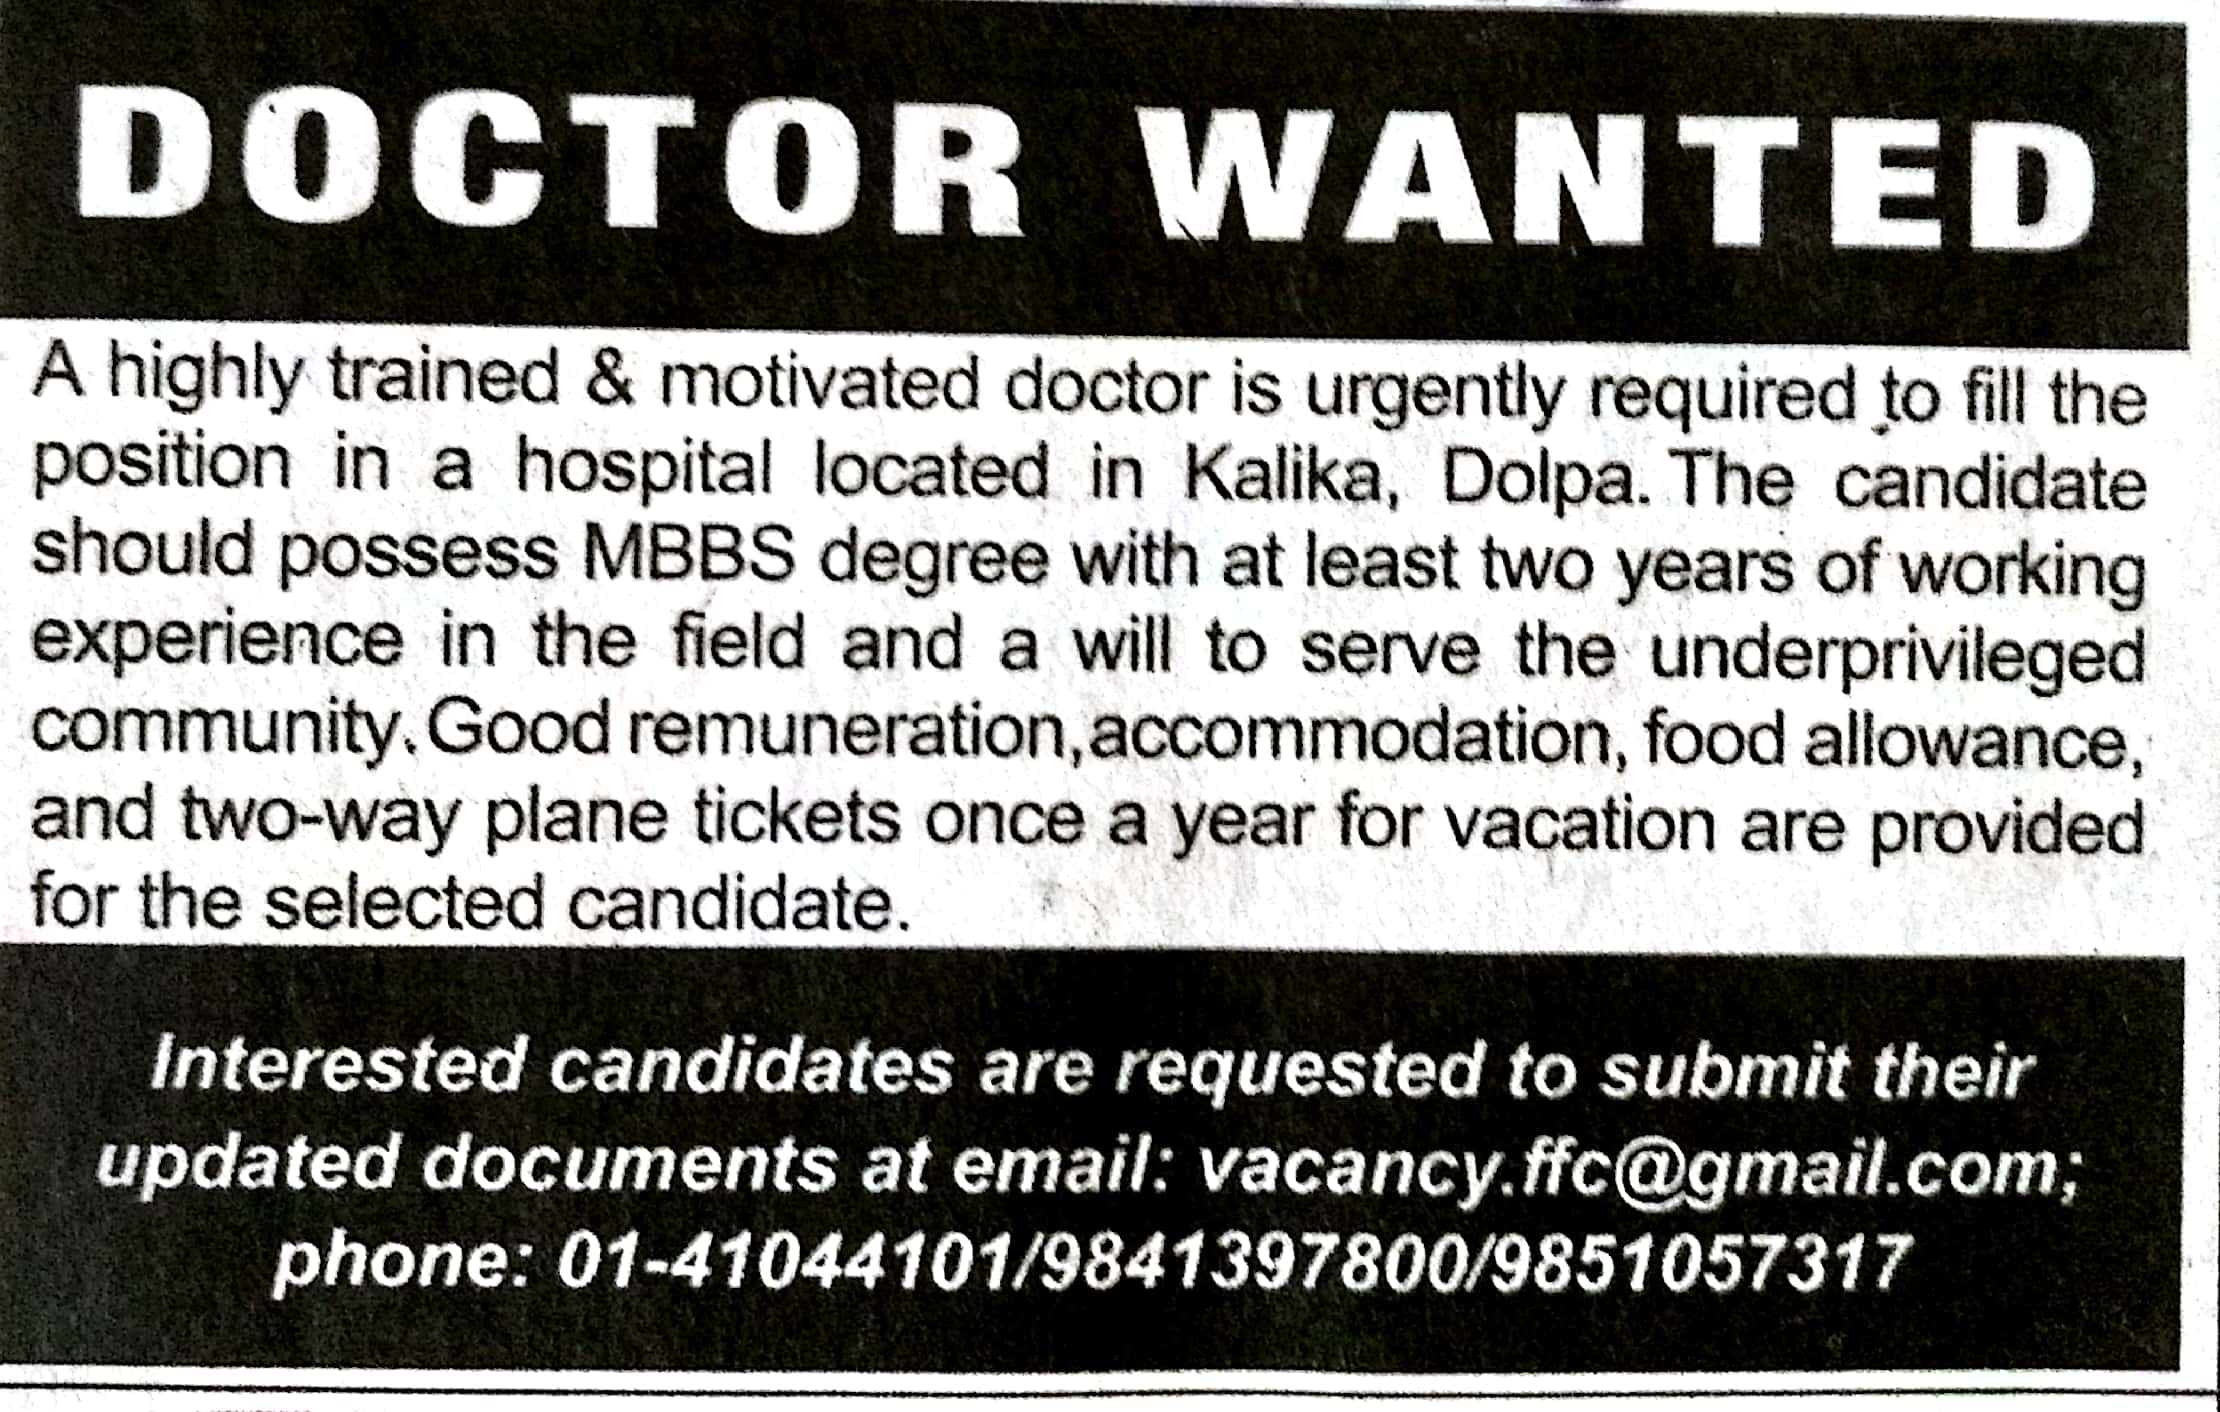 DOCTOR WANTED
A highly trained & motivated doctor is urgently required to fill the
position in a hospital located in Kalika, Dolpa. The candidate
should possess MBBS degree with at least two years of working
experience in the field and a will to serve the underprivileged
community. Good remuneration, accommodation, food allowance,
and two-way plane tickets once a year for vacation are provided
for the selected candidate.
Interested candidates are requested to submit their
updated documents at email: vacancy.ffc@gmail.com;
phone: 01-41044101/9841397800/9851057317